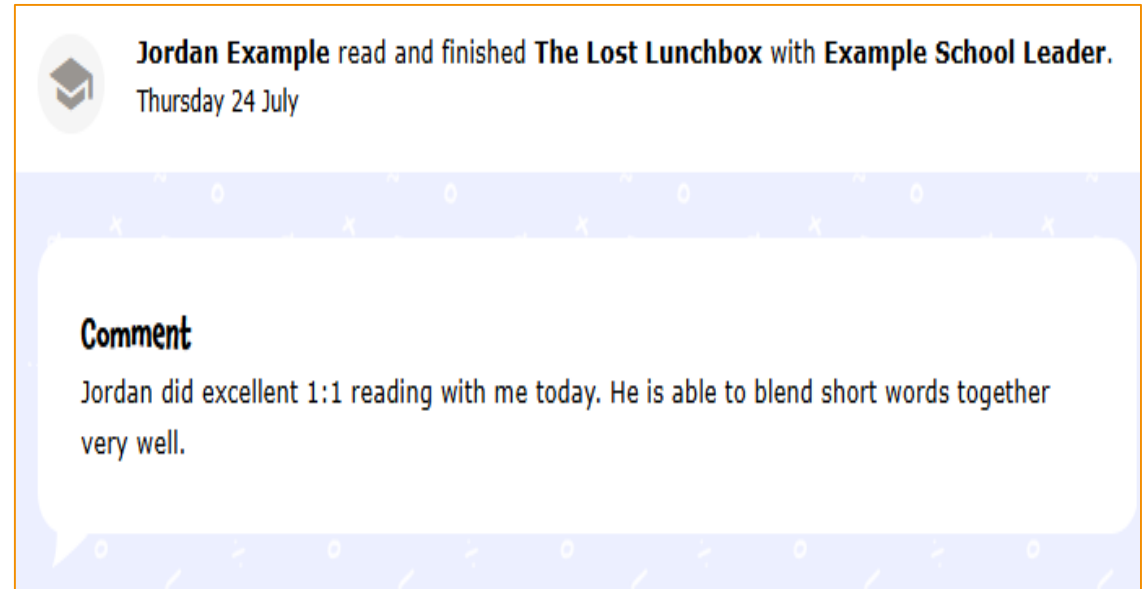 Jordan Example read and finished The Lost Lunchbox with Example School Leader.
Thursday 24 July
Comment
Jordan did excellent 1:1 reading with me today. He is able to blend short words together
very well.